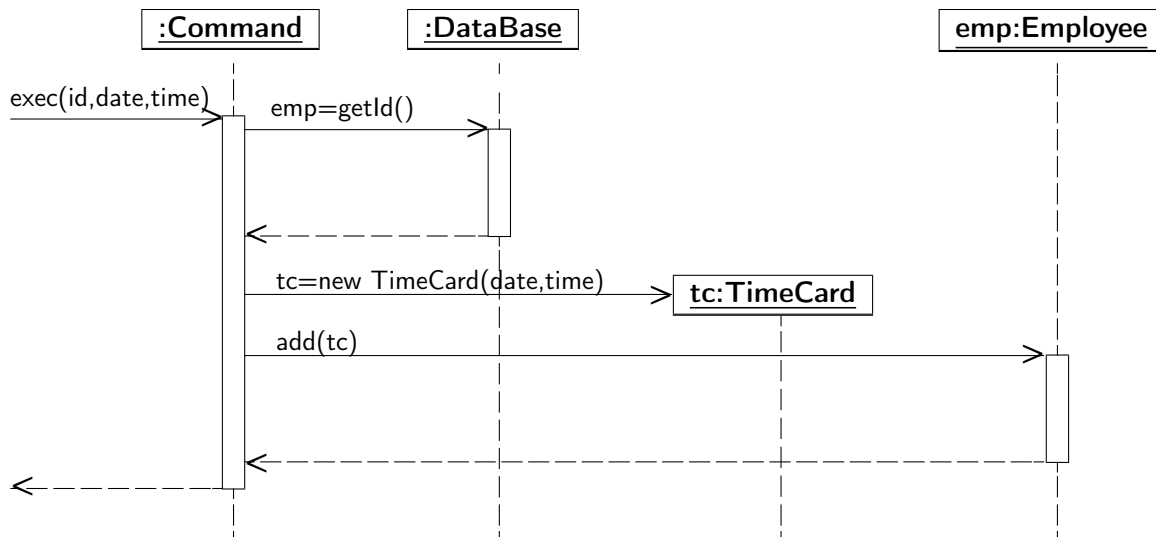 :Command
:DataBase
emp:Employee
exec(id,date,time)
emp=getId()
tc=new TimeCard(date,time)
tc:TimeCard
add(tc)